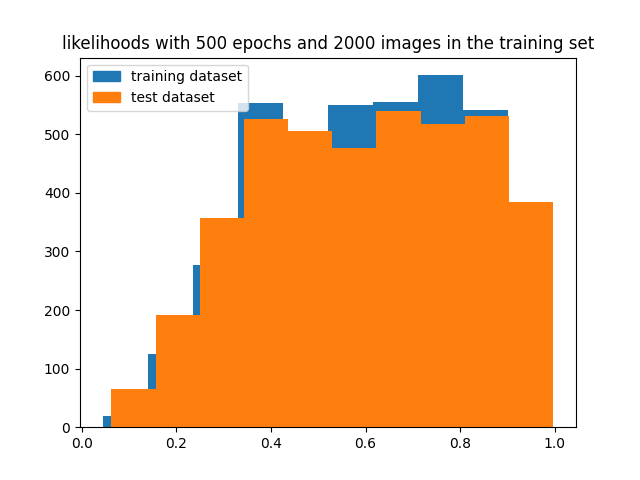 likelihoods with 500 epochs and 2000 images in the training set
training dataset
test dataset
600
500
400
300
200
100
0
0.0 0.2 0.4 0.6 0.8 1.0